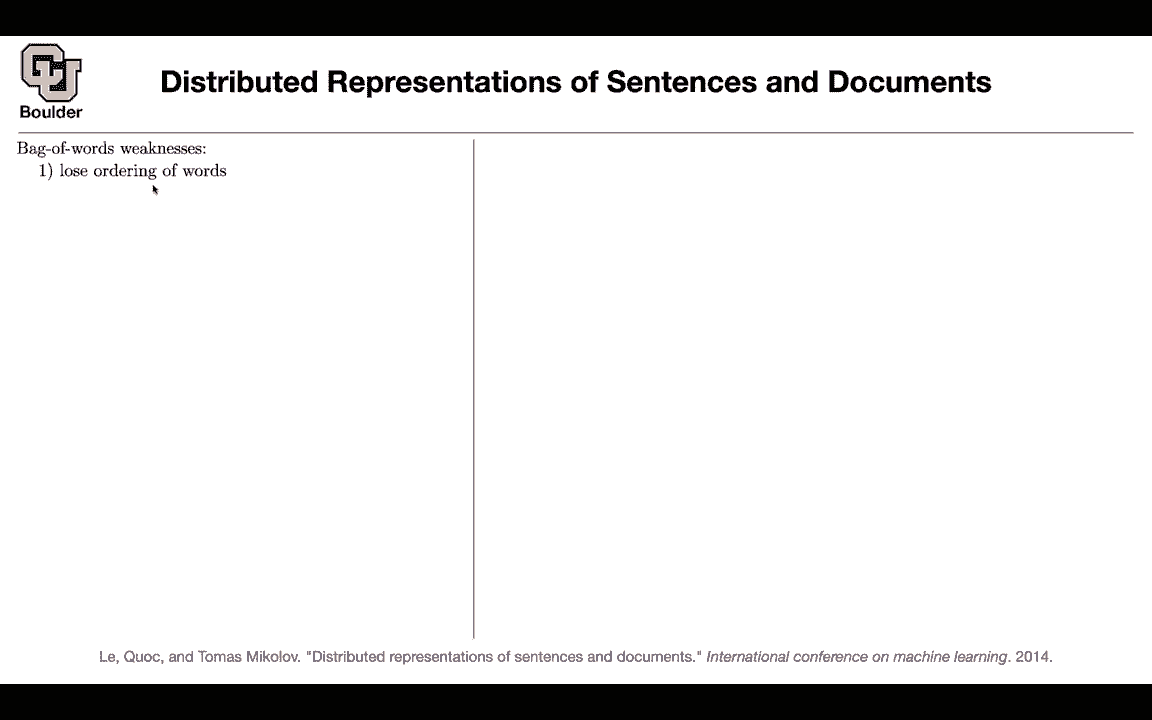 CU
Boulder
Distributed Representations of Sentences and Documents
Bag-of-words weaknesses:
1) lose ordering of words
Le, Quoc, and Tomas Mikolov. "Distributed representations of sentences and documents." International conference on machine learning. 2014.